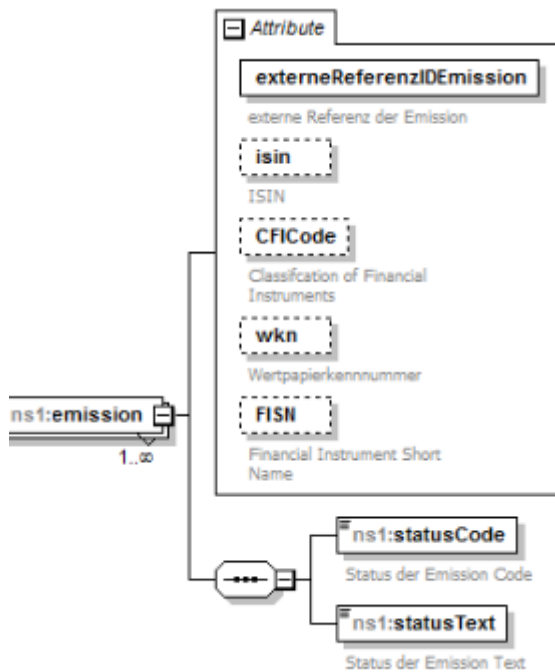 Attribute
externeReferenzIDEmission
externe Referenz der Emission
isin
ISIN
CFICode
Classifcation of Financial
Instruments
wkn
Wertpapierkennnummer
FISN
Financial Instrument Short
Name
ns1:emission
1..∞
ns1:statusCode
Status der Emission Code
ns1:statusText
Status der Emission Text